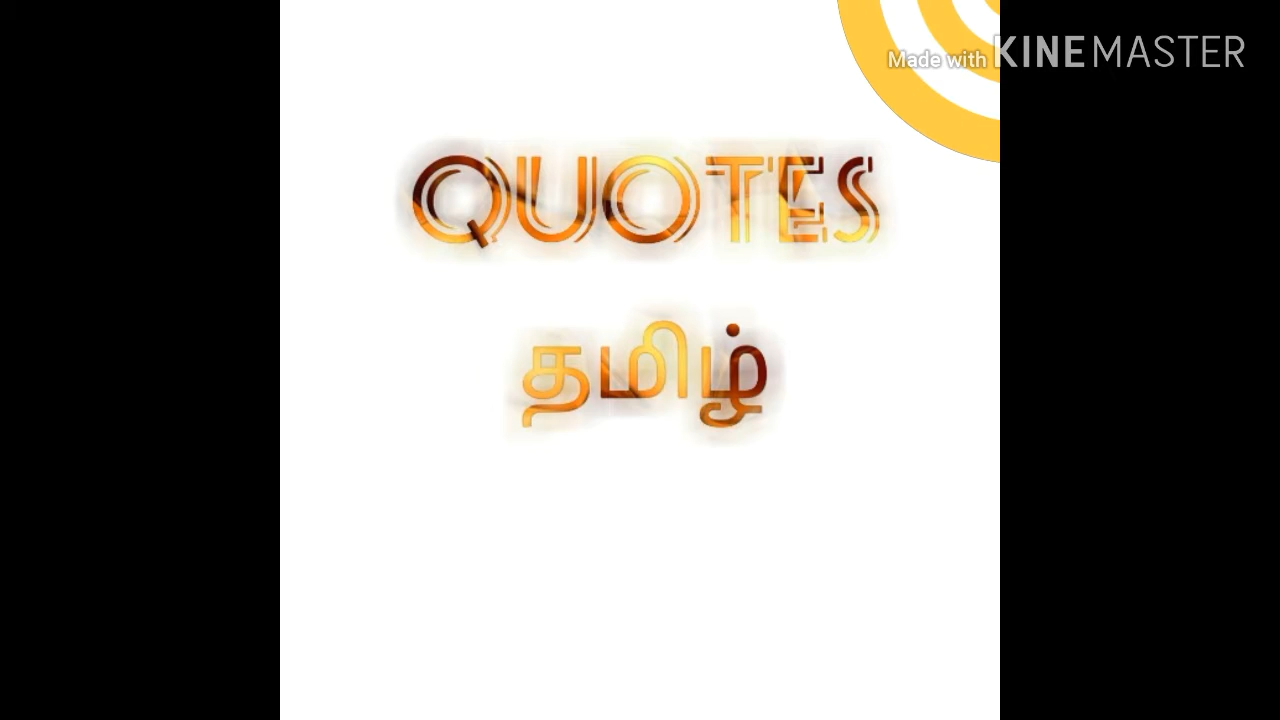 Made with KINEMASTER
QUOTES
தமிழ்